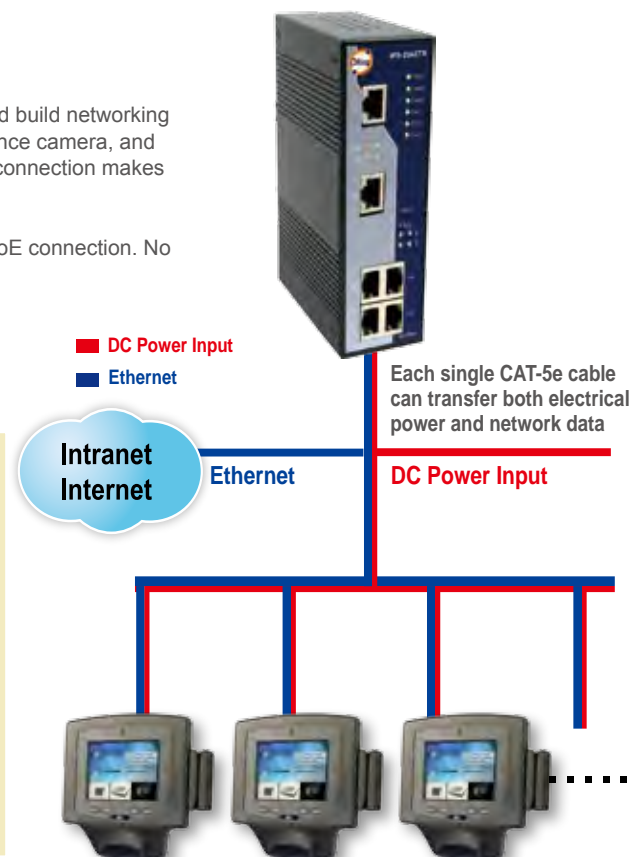 d build networking
nce camera, and
connection makes
oE connection. No
DC Power Input
Ethernet
Each single CAT-5e cable
can transfer both electrical
power and network data
Intranet
Internet
Ethernet
DC Power Input